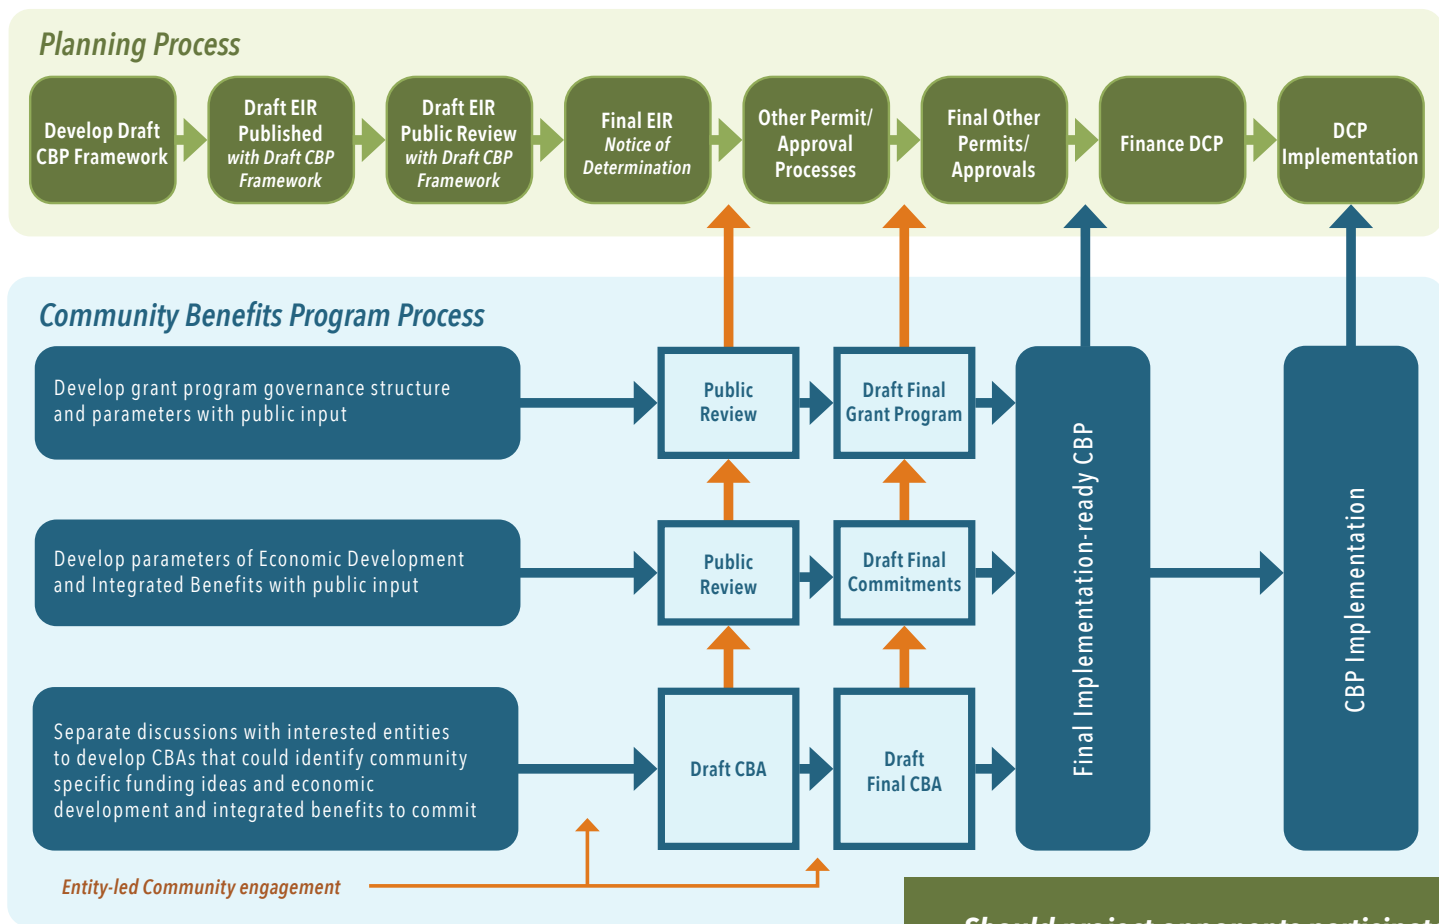 Planning Process
Develop Draft
CBP Framework
Draft EIR
Published
with Draft CBP
Framework
Draft EIR
Public Review
with Draft CBP
Framework
Final EIR
Notice of
Determination
Other Permit/
Approval
Processes
Final Other
Permits/
Approvals
Finance DCP
DCP
Implementation
Community Benefits Program Process
Develop grant program governance structure
and parameters with public input
Public
Review
Draft Final
Grant Program
Develop parameters of Economic Development
and Integrated Benefits with public input
Public
Review
Draft Final
Commitments
Separate discussions with interested entities
to develop CBAs that could identify community
specific funding ideas and economic
development and integrated benefits to commit
Draft CBA
Draft
Final CBA
Final Implementation-ready CBP
CBP Implementation
Entity-led Community engagement
Should project opponents participat